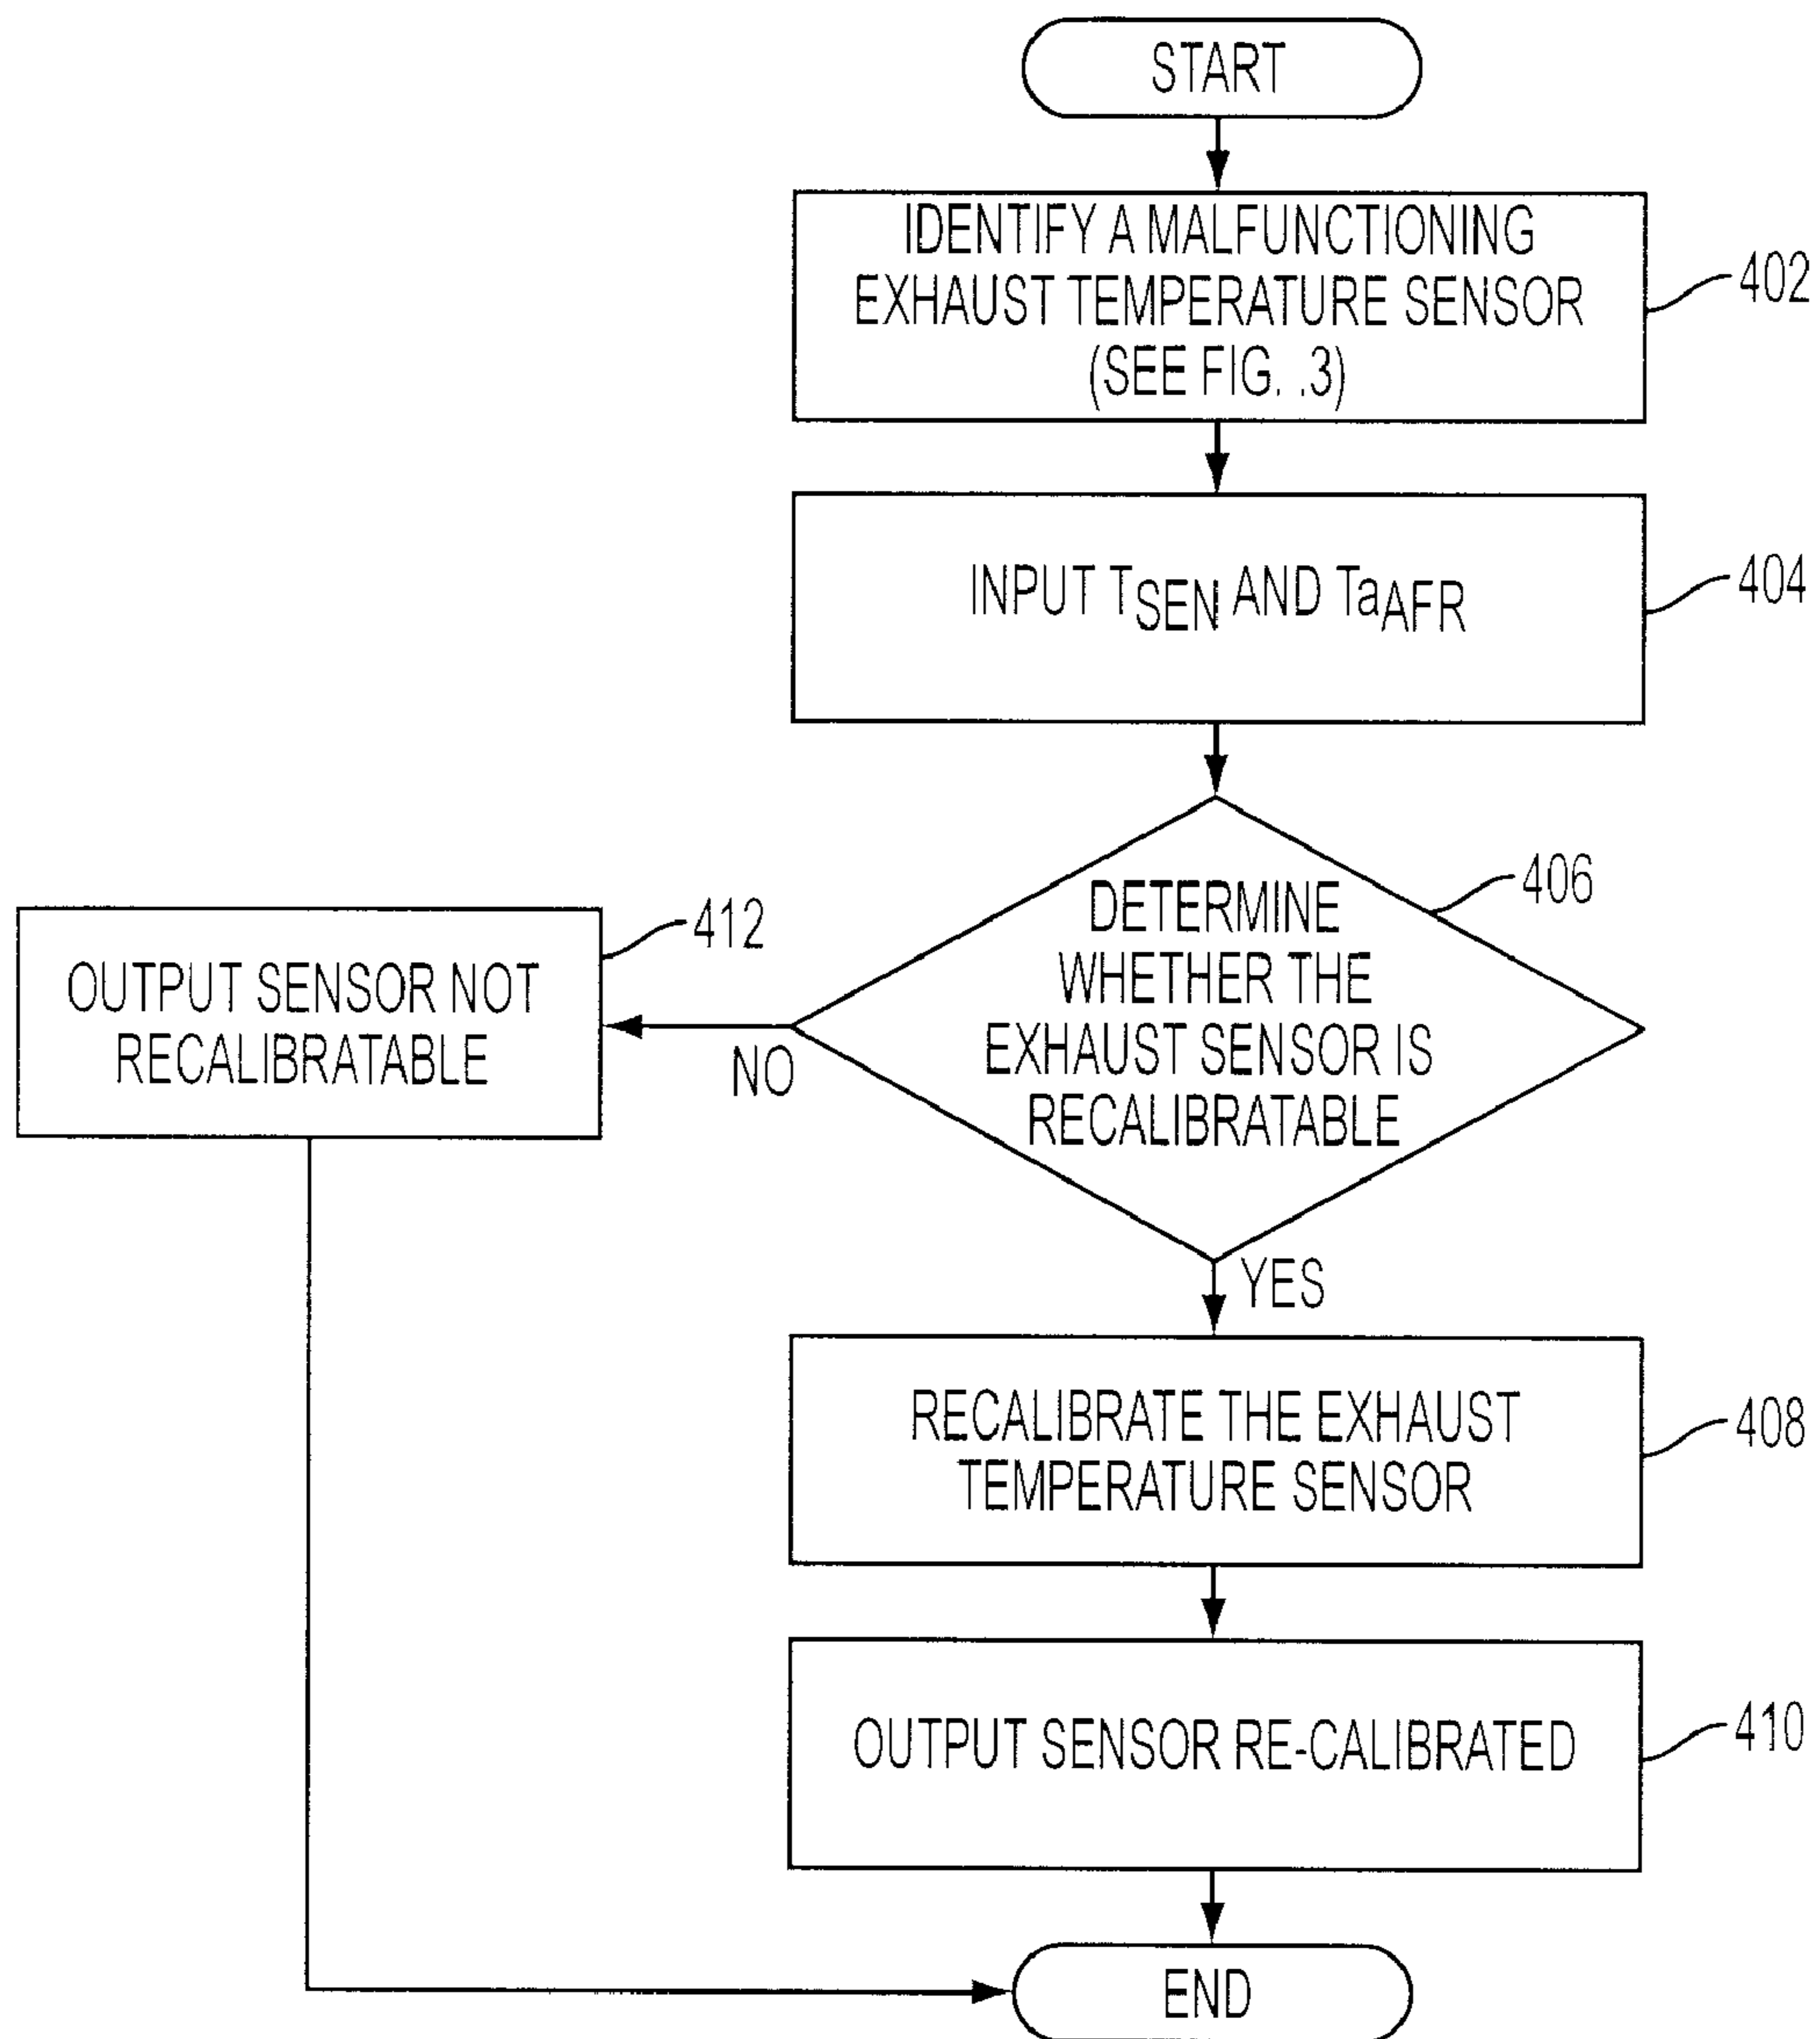 START
IDENTIFY A MALFUNCTIONING
EXHAUST TEMPERATURE SENSOR
(SEE FIG. .3)
402
INPUT TSEN AND TaAFR
404
DETERMINE
WHETHER THE
EXHAUST SENSOR IS
RECALIBRATABLE
406
OUTPUT SENSOR NOT
RECALIBRATABLE
412
NO
YES
RECALIBRATE THE EXHAUST
TEMPERATURE SENSOR
408
OUTPUT SENSOR RE-CALIBRATED
410
END